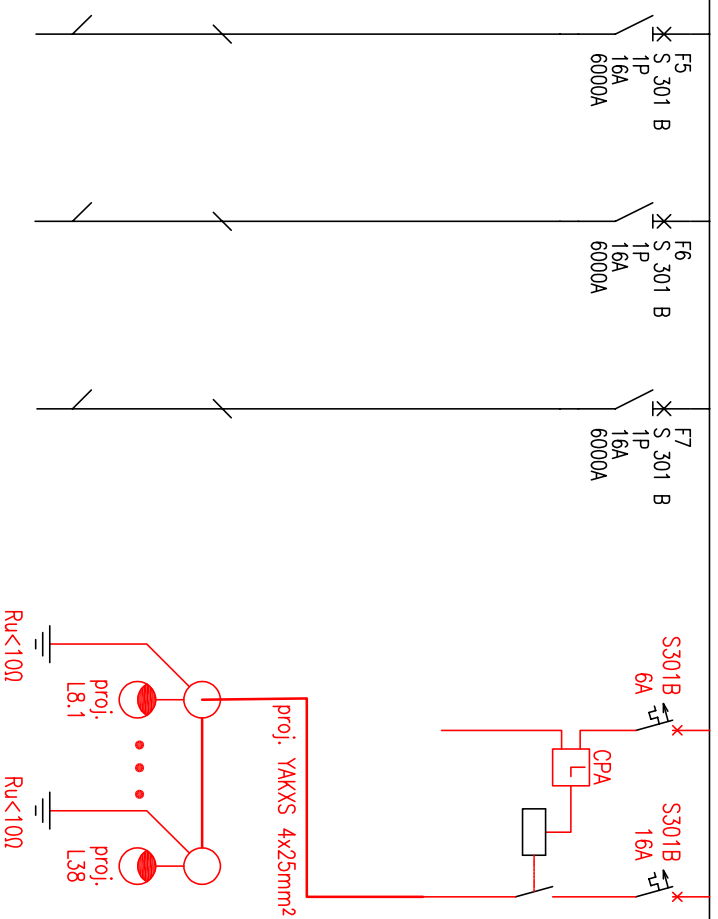 F5
S 301 B
1P
16A
6000A
F6
S 301 B
1P
16A
6000A
F7
S 301 B
1P
16A
6000A
S301B
6A
S301B
16A
CPA
L
proj. YAKXS 4x25mm²
proj.
L8.1
proj.
L38
Ru<10Ω
Ru<10Ω